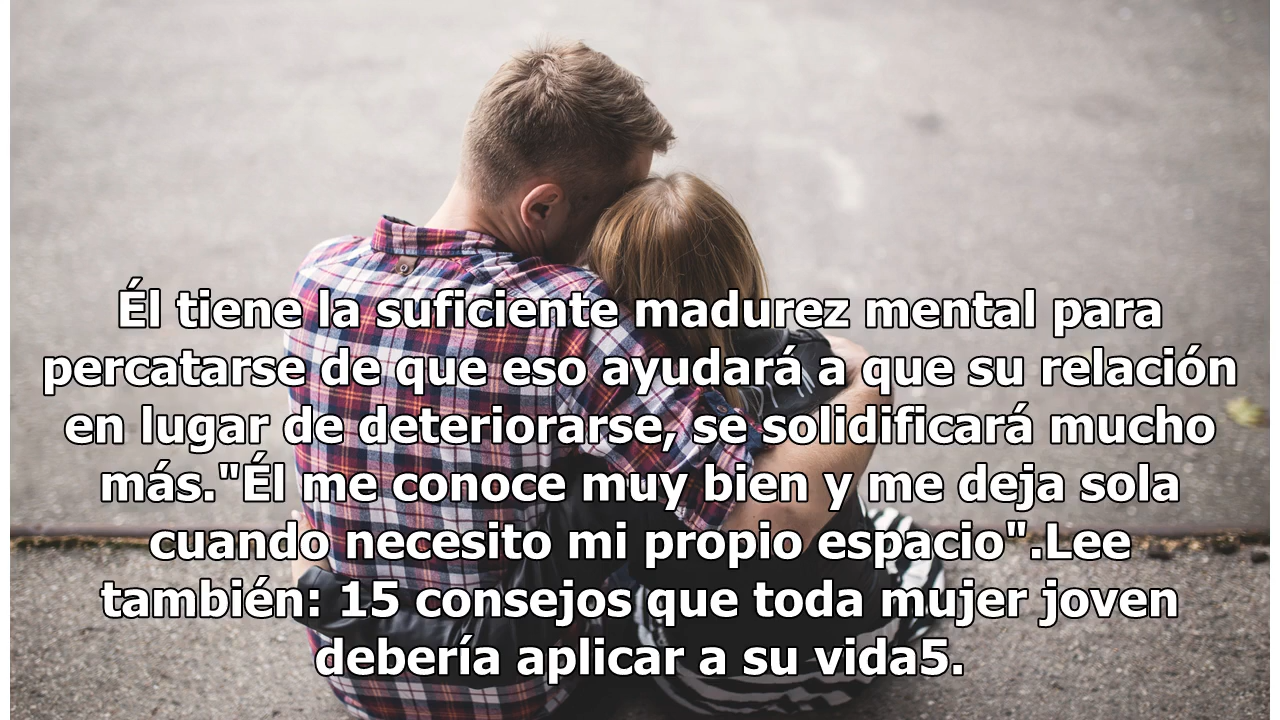 Él tiene la suficiente madurez mental para
percatarse de que eso ayudará a que su relación
en lugar de deteriorarse, se solidificará mucho
más."Él me conoce muy bien y me deja sola
cuando necesito mi propio espacio".Lee
también: 15 consejos que toda mujer joven
debería aplicar a su vida5.